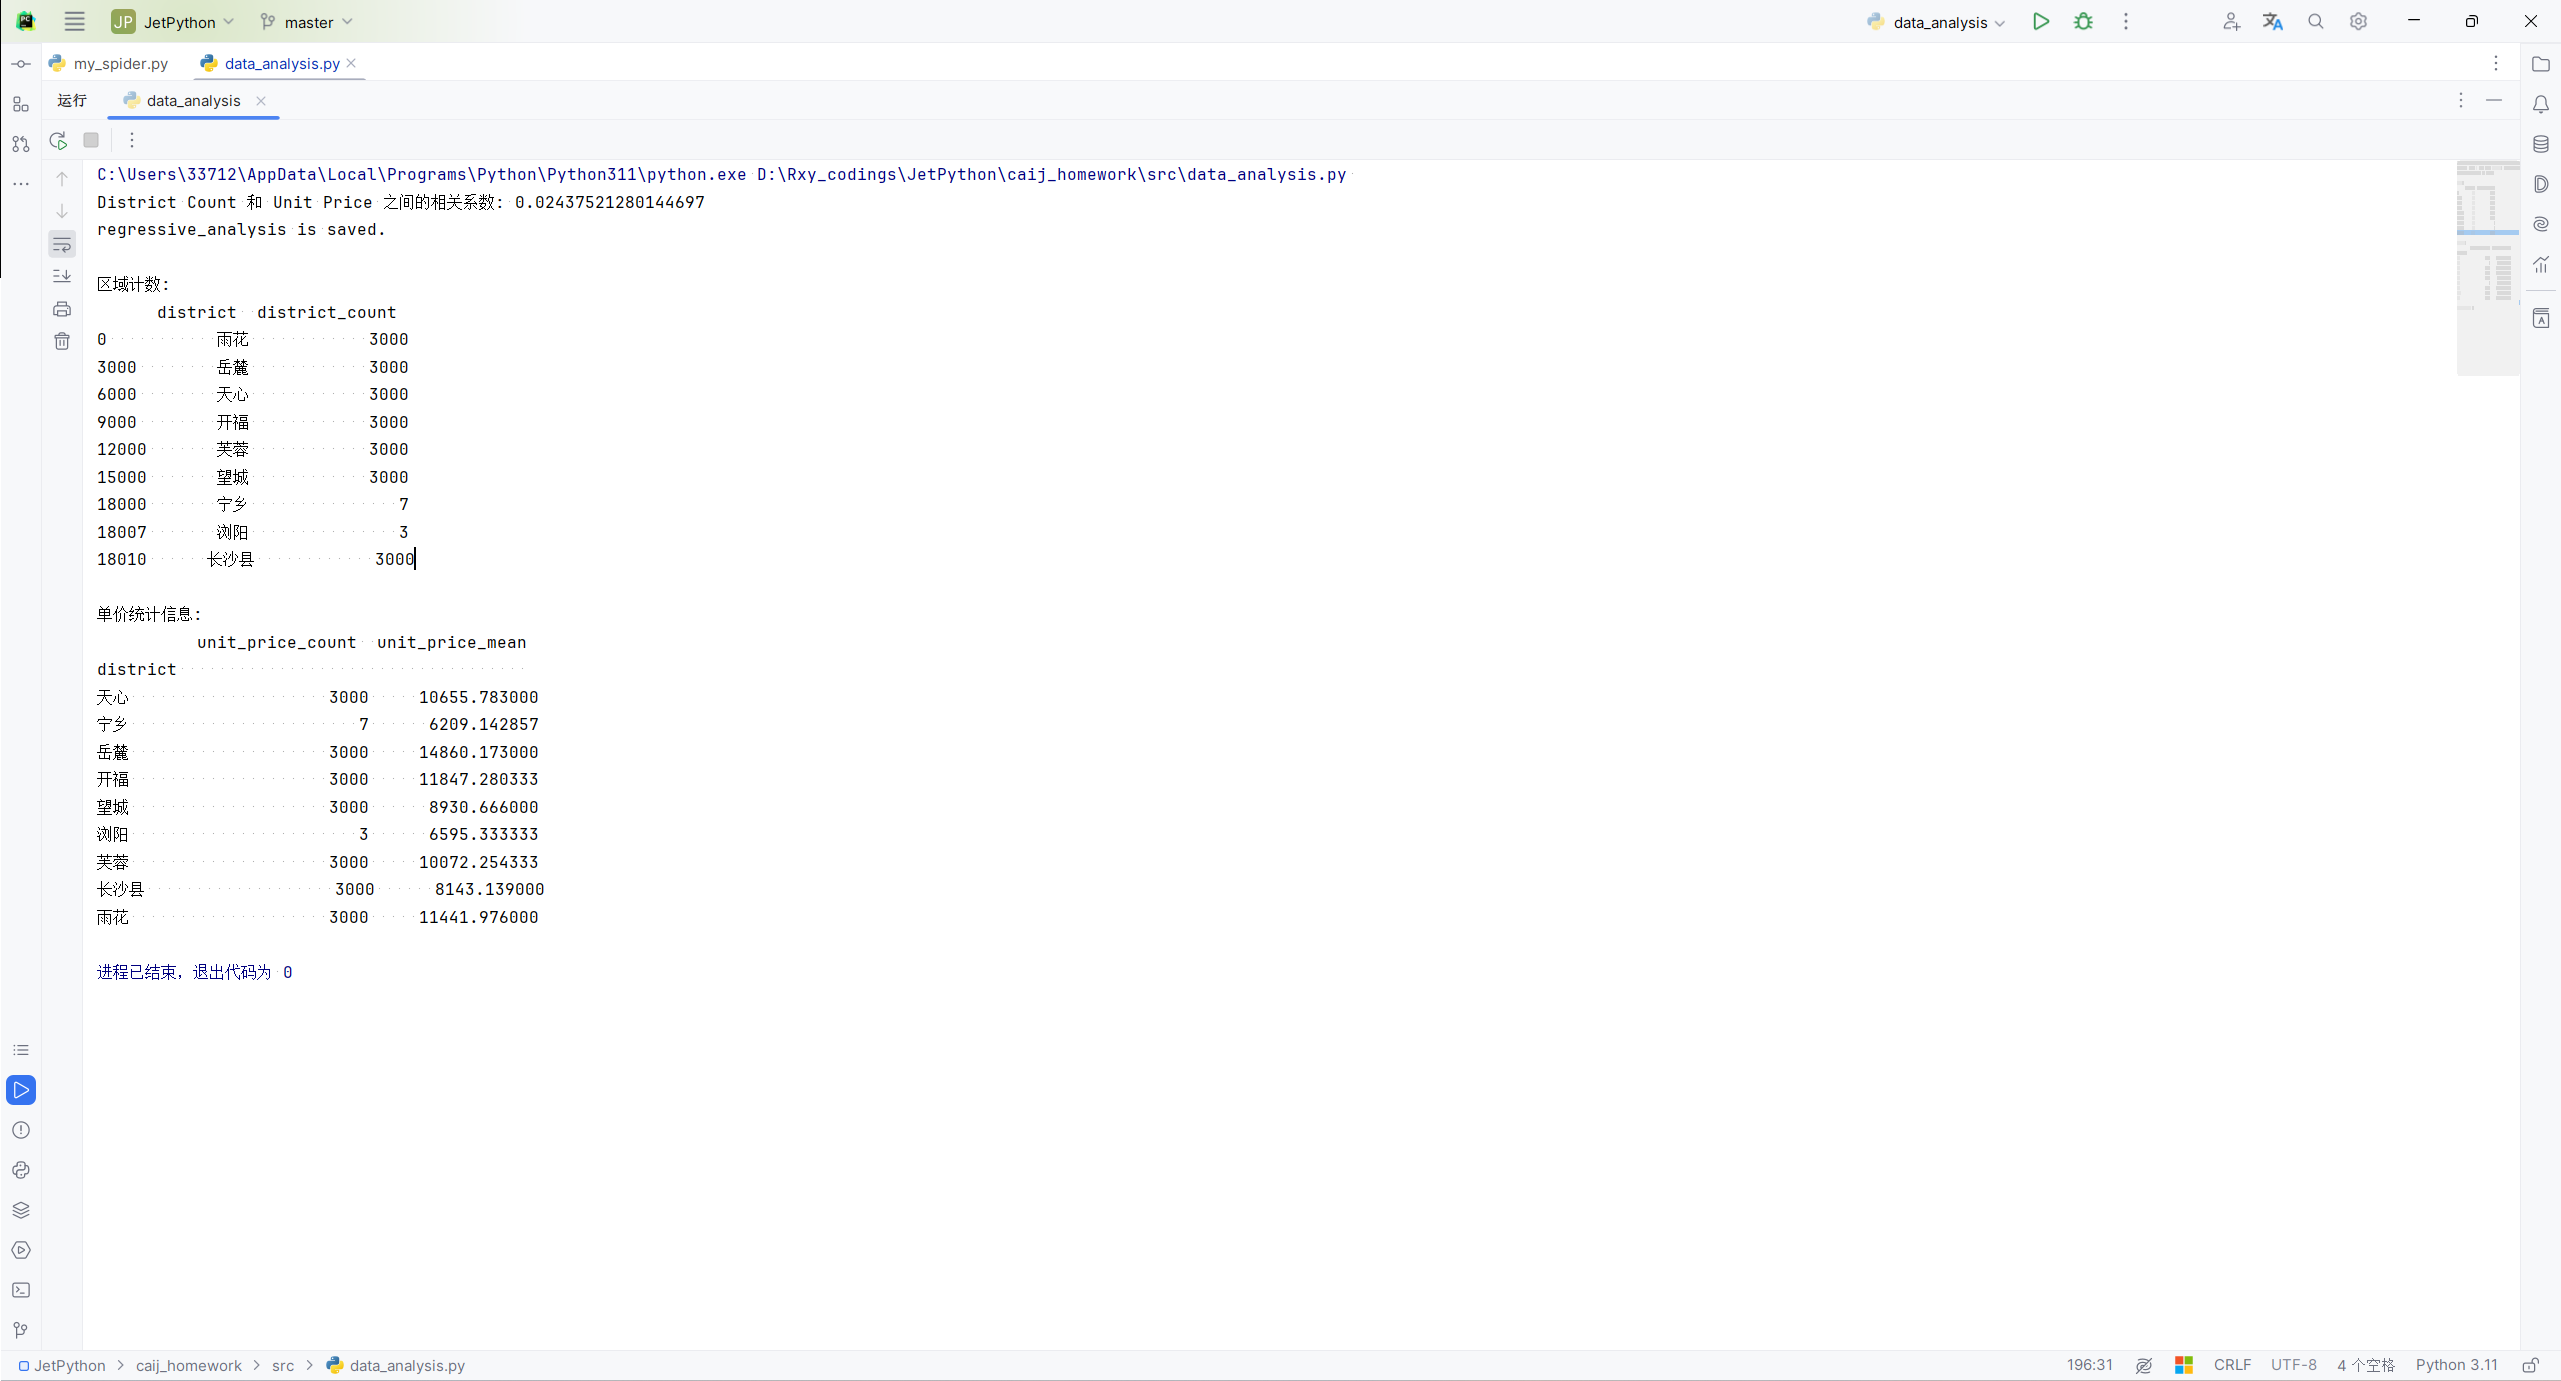 JP JetPython master data_analysis
my_spider.py data_analysis.py
运行 data_analysis
C:\Users\33712\AppData\Local\Programs\Python\Python311\python.exe D:\Rxy_codings\JetPython\caij_homework\src\data_analysis.py
District Count 和 Unit Price 之间的相关系数: 0.02437521280144697
regressive_analysis is saved.
区域计数:
district district_count
0 雨花 3000
3000 岳麓 3000
6000 天心 3000
9000 开福 3000
12000 芙蓉 3000
15000 望城 3000
18000 宁乡 7
18007 浏阳 3
18010 长沙县 3000
单价统计信息:
unit_price_count unit_price_mean
district
天心 3000 10655.783000
宁乡 7 6209.142857
岳麓 3000 14860.173000
开福 3000 11847.280333
望城 3000 8930.666000
浏阳 3 6595.333333
芙蓉 3000 10072.254333
长沙县 3000 8143.139000
雨花 3000 11441.976000
进程已结束，退出代码为 0
JetPython > caij_homework > src > data_analysis.py 196:31 CRLF UTF-8 4 个空格 Python 3.11